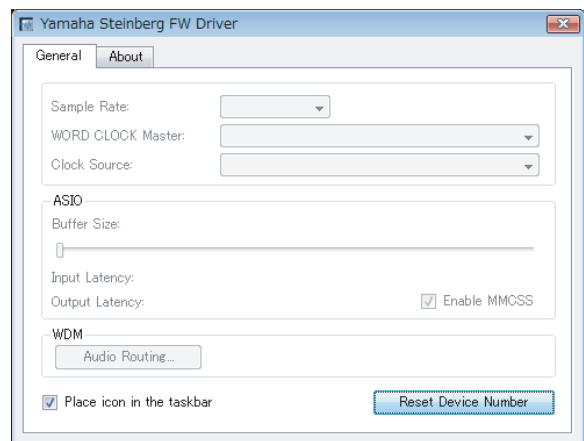 Yamaha Steinberg FW Driver
General
About
Sample Rate:
WORD CLOCK Master:
Clock Source:
ASIO
Buffer Size:
Input Latency:
Output Latency:
Enable MMCSS
WDM
Audio Routing...
Place icon in the taskbar
Reset Device Number